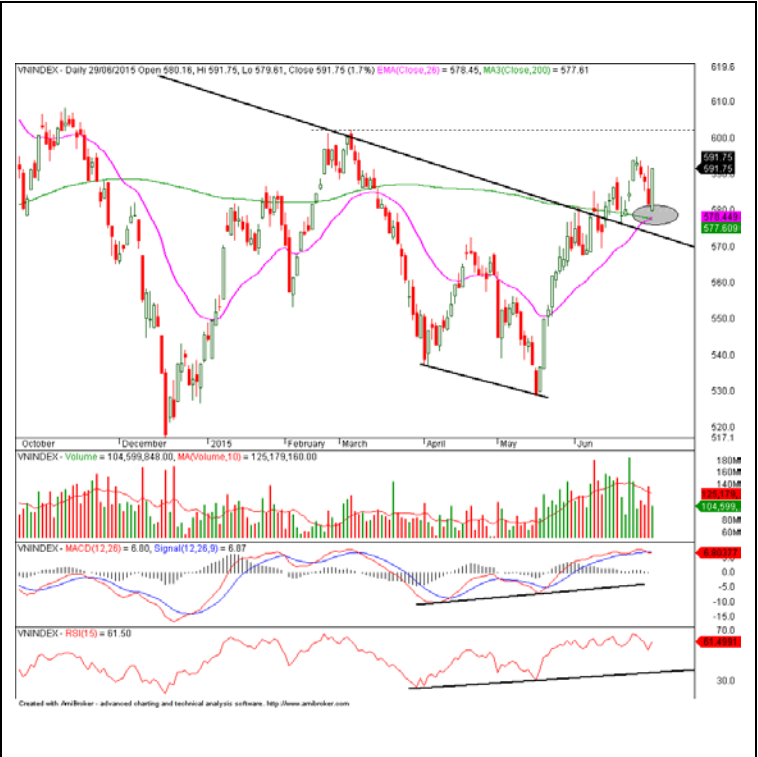 VNINDEX - Daily 29/06/2015 Open 580.16, Hi 591.75, Lo 579.61, Close 591.75 (1.7%) EMA(Close,26) = 578.45, MA3(Close,200) = 577.61
619.6
610.0
600.0
591.75
591.75
580.0
578.449
577.609
570.0
560.0
550.0
540.0
530.0
520.0
517.1
October December 2015 February March April May Jun
VNINDEX - Volume = 104,599,848.00, MA(Volume,10) = 125,179,160.00
180M
160M
140M
125,179,
104,599,
80M
60M
VNINDEX - MACD(12,26) = 6.80, Signal(12,26,9) = 6.87
6.80377
0.0
-5.0
-10.0
-15.0
VNINDEX - RSI(15) = 61.50
70.0
61.4991
30.0
Created with AmiBroker - advanced charting and technical analysis software. http://www.amibroker.com